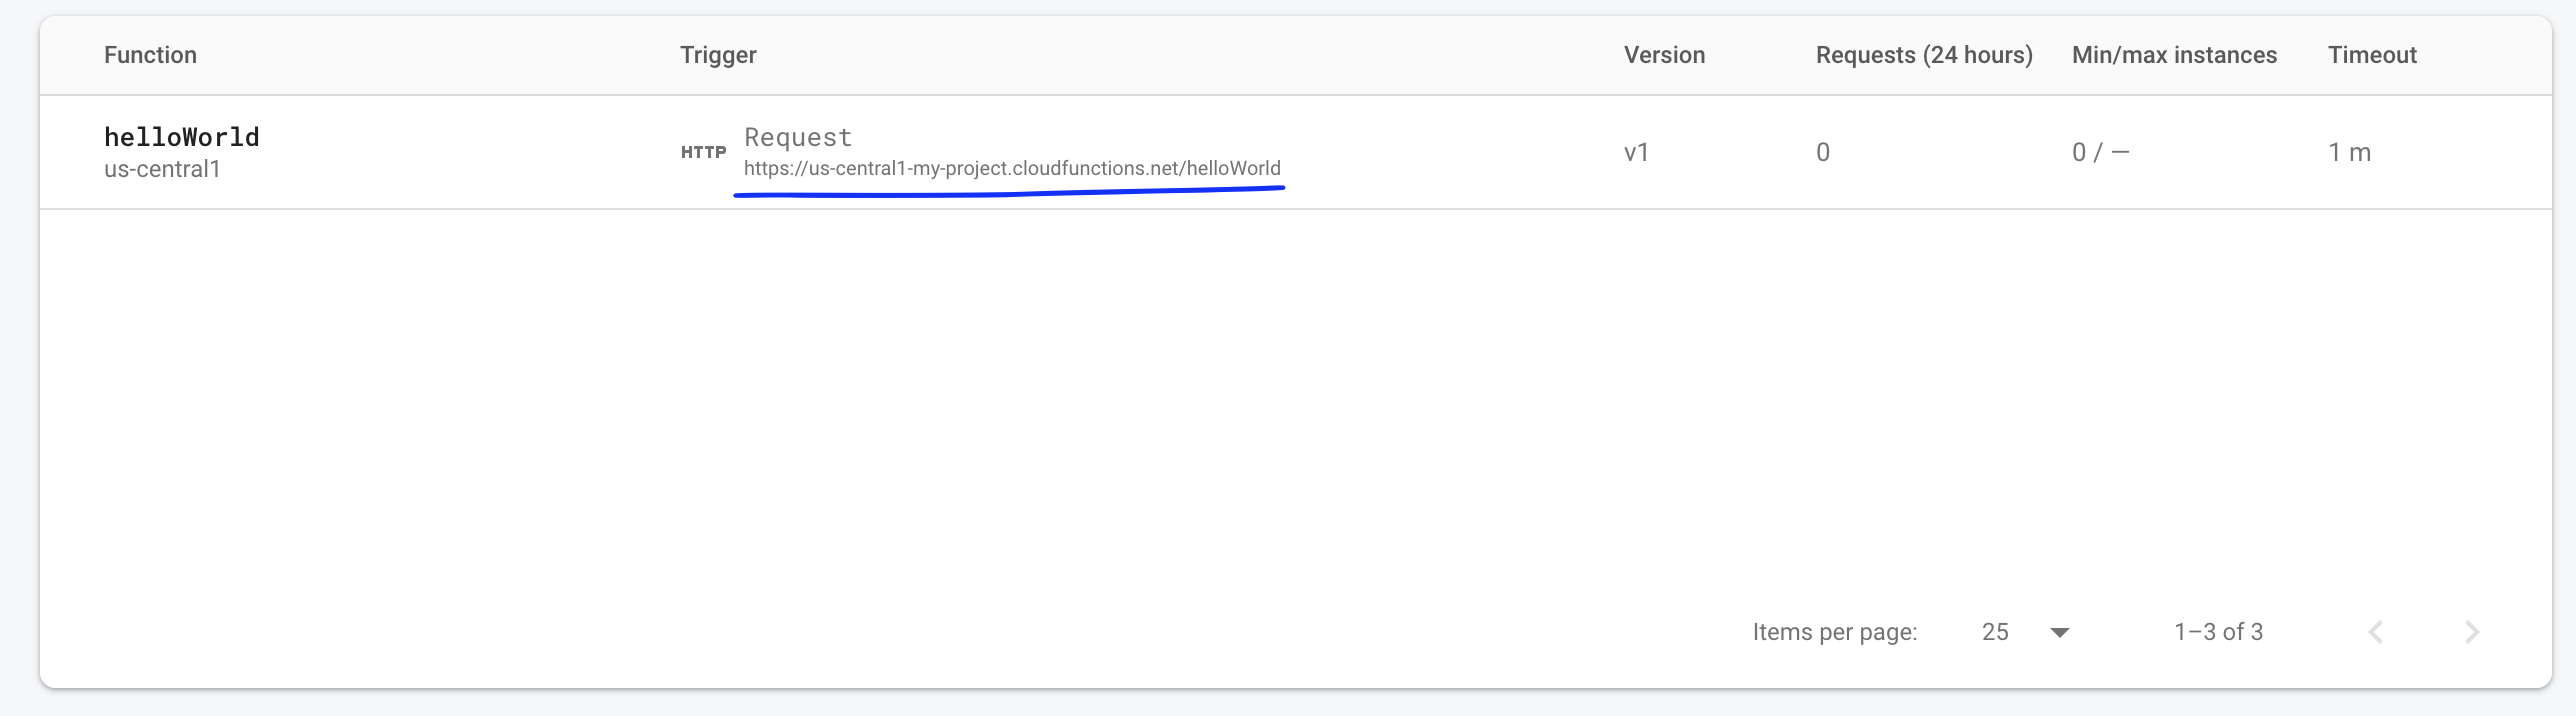 Function Trigger Version Requests (24 hours) Min/max instances Timeout
helloWorld HTTP Request v1 0 0 / — 1 m
us-central1 https://us-central1-my-project.cloudfunctions.net/helloWorld
Items per page: 25 1–3 of 3